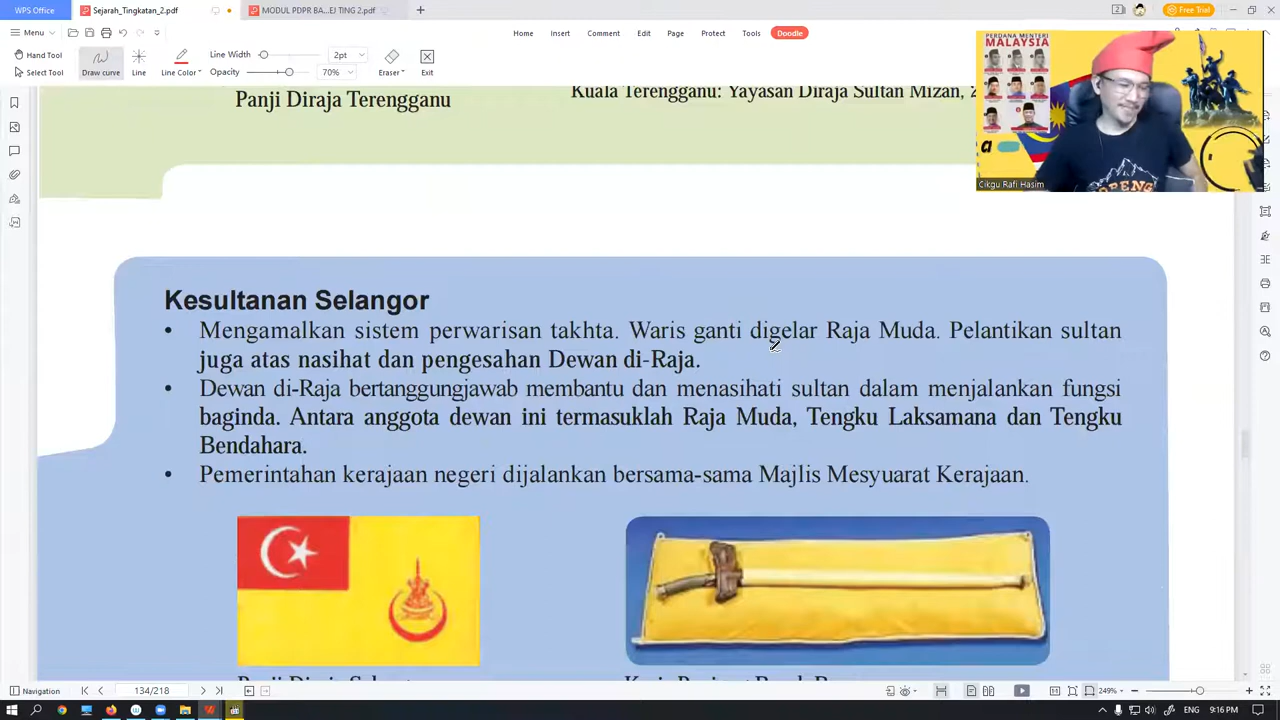 WPS Office
Sejarah_Tingkatan_2.pdf
MODUL PDPR BA...EJ TING 2.pdf
Free Trial
Menu
Home
Insert
Comment
Edit
Page
Protect
Tools
Doodle
Hand Tool
Select Tool
Draw curve
Line
Line Color
Line Width
2pt
Opacity
70%
Eraser
Exit
PERDANA MENTERI
MALAYSIA
Cikgu Rafi Hasim
Panji Diraja Terengganu
Kuala Terengganu: Yayasan Diraja Sultan Mizan, 2
Kesultanan Selangor
• Mengamalkan sistem perwarisan takhta. Waris ganti digelar Raja Muda. Pelantikan sultan
juga atas nasihat dan pengesahan Dewan di-Raja.
• Dewan di-Raja bertanggungjawab membantu dan menasihati sultan dalam menjalankan fungsi
baginda. Antara anggota dewan ini termasuklah Raja Muda, Tengku Laksamana dan Tengku
Bendahara.
• Pemerintahan kerajaan negeri dijalankan bersama-sama Majlis Mesyuarat Kerajaan.
Navigation
134/218
249%
ENG
9:16 PM